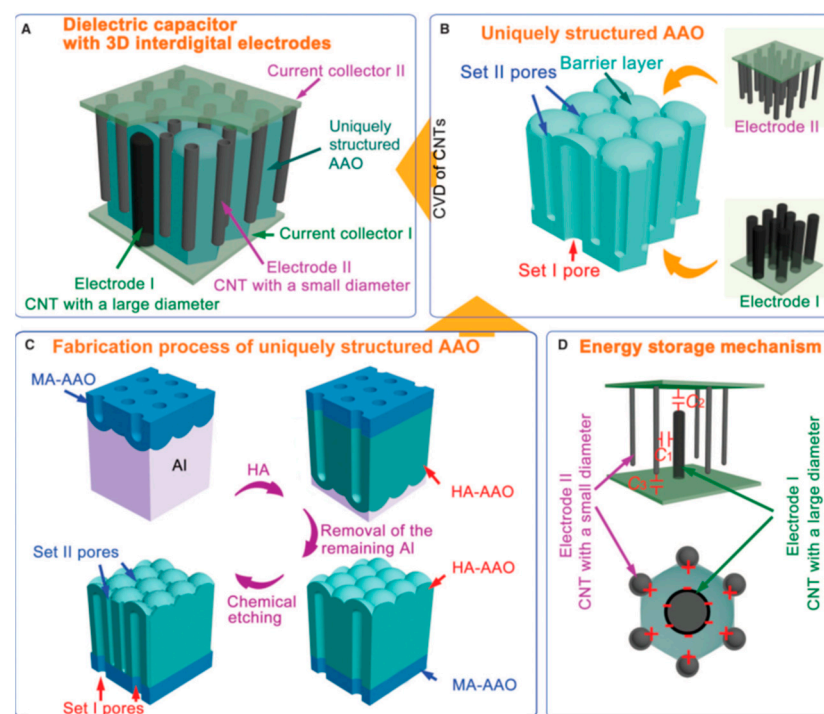 A
Dielectric capacitor
with 3D interdigital electrodes
Current collector II
Uniquely
structured
AAO
Current collector I
Electrode I
CNT with a large diameter
Electrode II
CNT with a small diameter
CVD of CNTs
B
Uniquely structured AAO
Set II pores
Barrier layer
Set I pore
Electrode II
Electrode I
C
Fabrication process of uniquely structured AAO
MA-AAO
Al
HA
HA-AAO
Removal of the
remaining Al
Set II pores
Chemical
etching
HA-AAO
MA-AAO
Set I pores
D
Energy storage mechanism
C2
C1
C3
Electrode II
CNT with a small diameter
Electrode I
CNT with a large diameter
+ + + + + +
- - - - - -